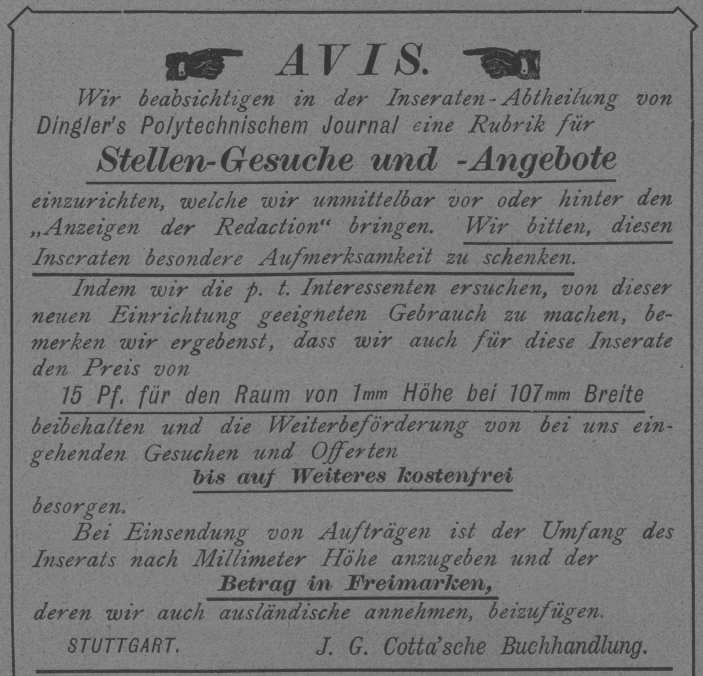 AVIS.
Wir beabsichtigen in der Inseraten-Abtheilung von
Dingler's Polytechnischem Journal eine Rubrik für
Stellen-Gesuche und -Angebote
einzurichten, welche wir unmittelbar vor oder hinter den
„Anzeigen der Redaction“ bringen. Wir bitten, diesen
Inseraten besondere Aufmerksamkeit zu schenken.
Indem wir die p. t. Interessenten ersuchen, von dieser
neuen Einrichtung geeigneten Gebrauch zu machen, be-
merken wir ergebenst, dass wir auch für diese Inserate
den Preis von
15 Pf. für den Raum von 1mm Höhe bei 107mm Breite
beibehalten und die Weiterbeförderung von bei uns ein-
gehenden Gesuchen und Offerten
bis auf Weiteres kostenfrei
besorgen.
Bei Einsendung von Aufträgen ist der Umfang des
Inserats nach Millimeter Höhe anzugeben und der
Betrag in Freimarken,
deren wir auch ausländische annehmen, beizufügen.
STUTTGART. J. G. Cotta'sche Buchhandlung.